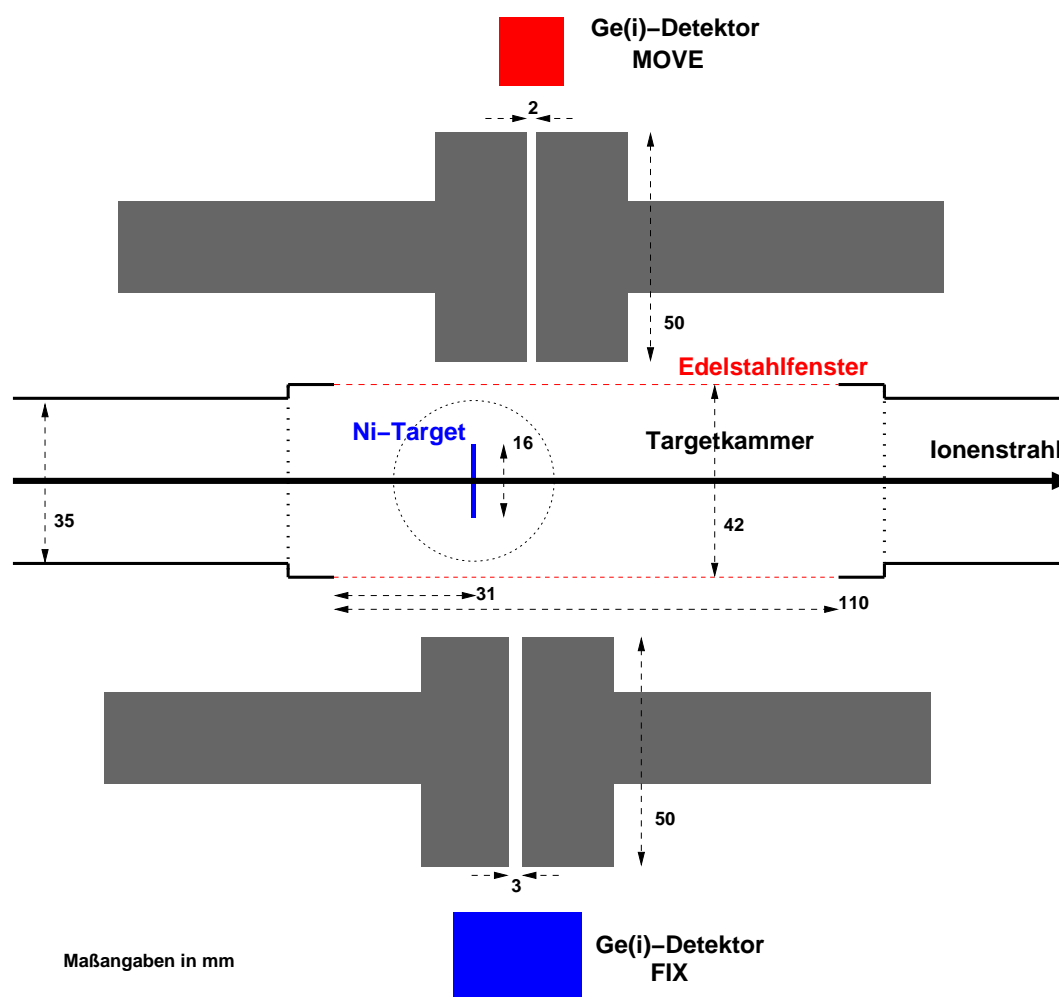 Ge(i)–Detektor
MOVE
2
50
Edelstahlfenster
Ni–Target
16
Targetkammer
Ionenstrahl
35
42
31
110
50
3
Ge(i)–Detektor
FIX
Maßangaben in mm